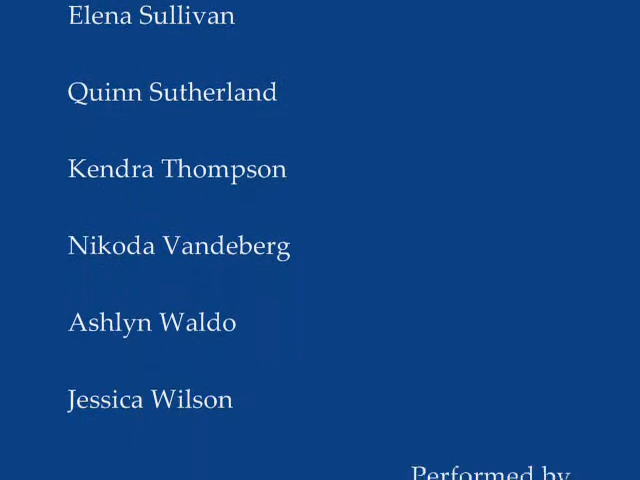 Elena Sullivan
Quinn Sutherland
Kendra Thompson
Nikoda Vandeberg
Ashlyn Waldo
Jessica Wilson
Performed by